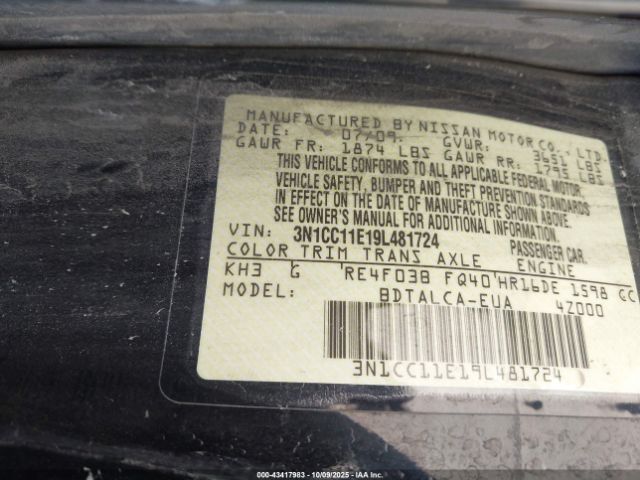 MANUFACTURED BY NISSAN MOTOR CO., LTD.
DATE: 07/09 GVWR: 3651 LBS
GAWR FR: 1874 LBS GAWR RR: 1795 LBS
THIS VEHICLE CONFORMS TO ALL APPLICABLE FEDERAL MOTOR
VEHICLE SAFETY, BUMPER AND THEFT PREVENTION STANDARDS
IN EFFECT ON THE DATE OF MANUFACTURE SHOWN ABOVE.
SEE OWNER'S MANUAL FOR ADDITIONAL INFORMATION.
VIN: 3N1CC11E19L481724 PASSENGER CAR.
COLOR TRIM TRANS AXLE ENGINE
KH3 G RE4F03B FQ40 HR16DE 1598 CC
MODEL: BDTALCA-EUA 4Z000
3N1CC11E19L481724
00-43417983 | 10/09/2025 | IAA Inc.